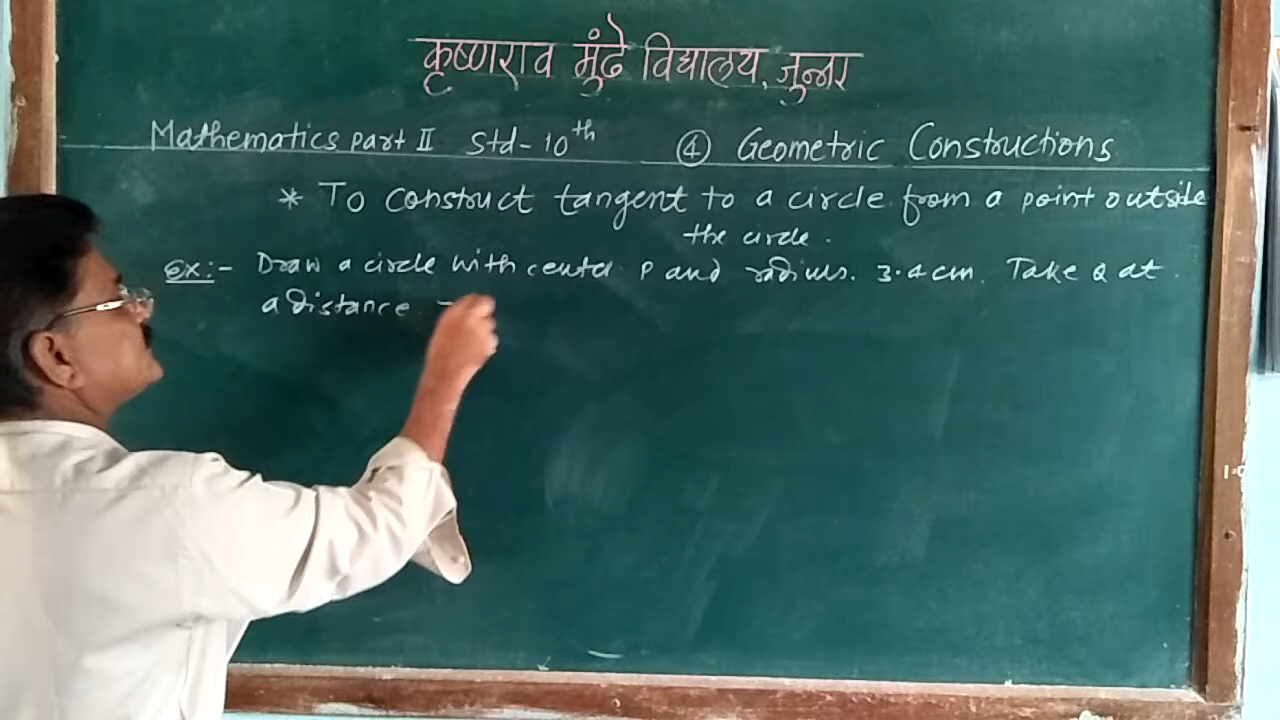 कृष्णराव मुंढे विद्यालय, जुन्नर
Mathematics part II Std - 10th ④ Geometric Constructions
* To construct tangent to a circle from a point outside
the circle.
Ex:- Draw a circle with center P and radius. 3.4 cm. Take Q at
a distance